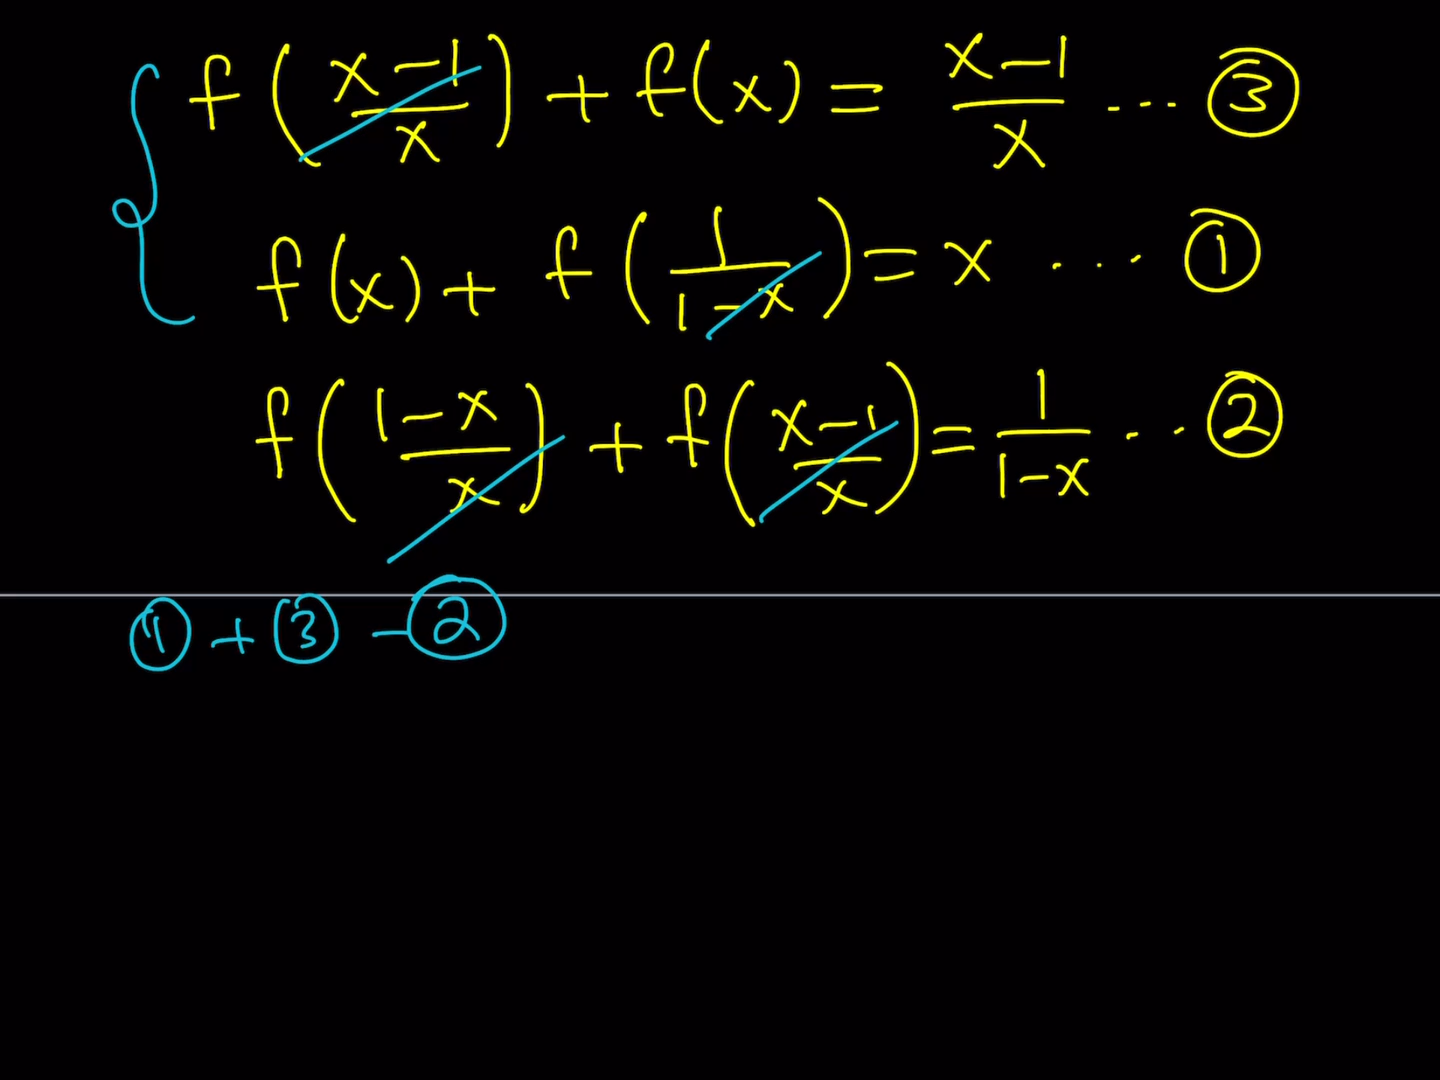 f((x-1)/x) + f(x) = (x-1)/x ... ③
f(x) + f(1/(1-x)) = x ... ①
f((1-x)/x) + f((x-1)/x) = 1/(1-x) ... ②
① + ③ - ②